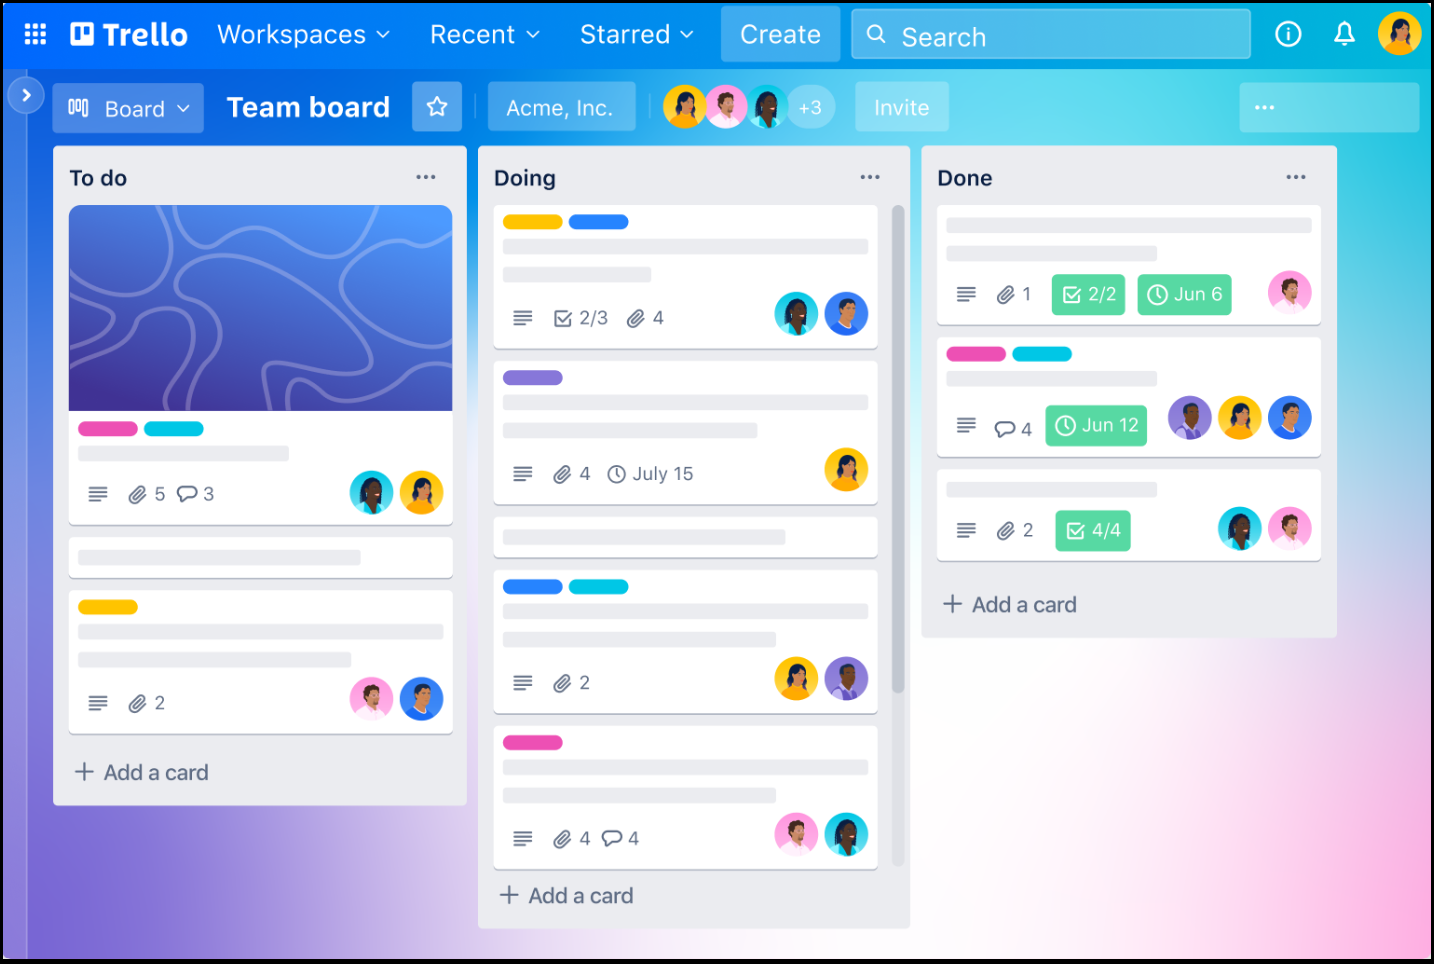 Trello Workspaces Recent Starred Create Search
Board Team board Acme, Inc. +3 Invite
To do
5 3
2
+ Add a card
Doing
2/3 4
4 July 15
2
4 4
+ Add a card
Done
1 2/2 Jun 6
4 Jun 12
2 4/4
+ Add a card